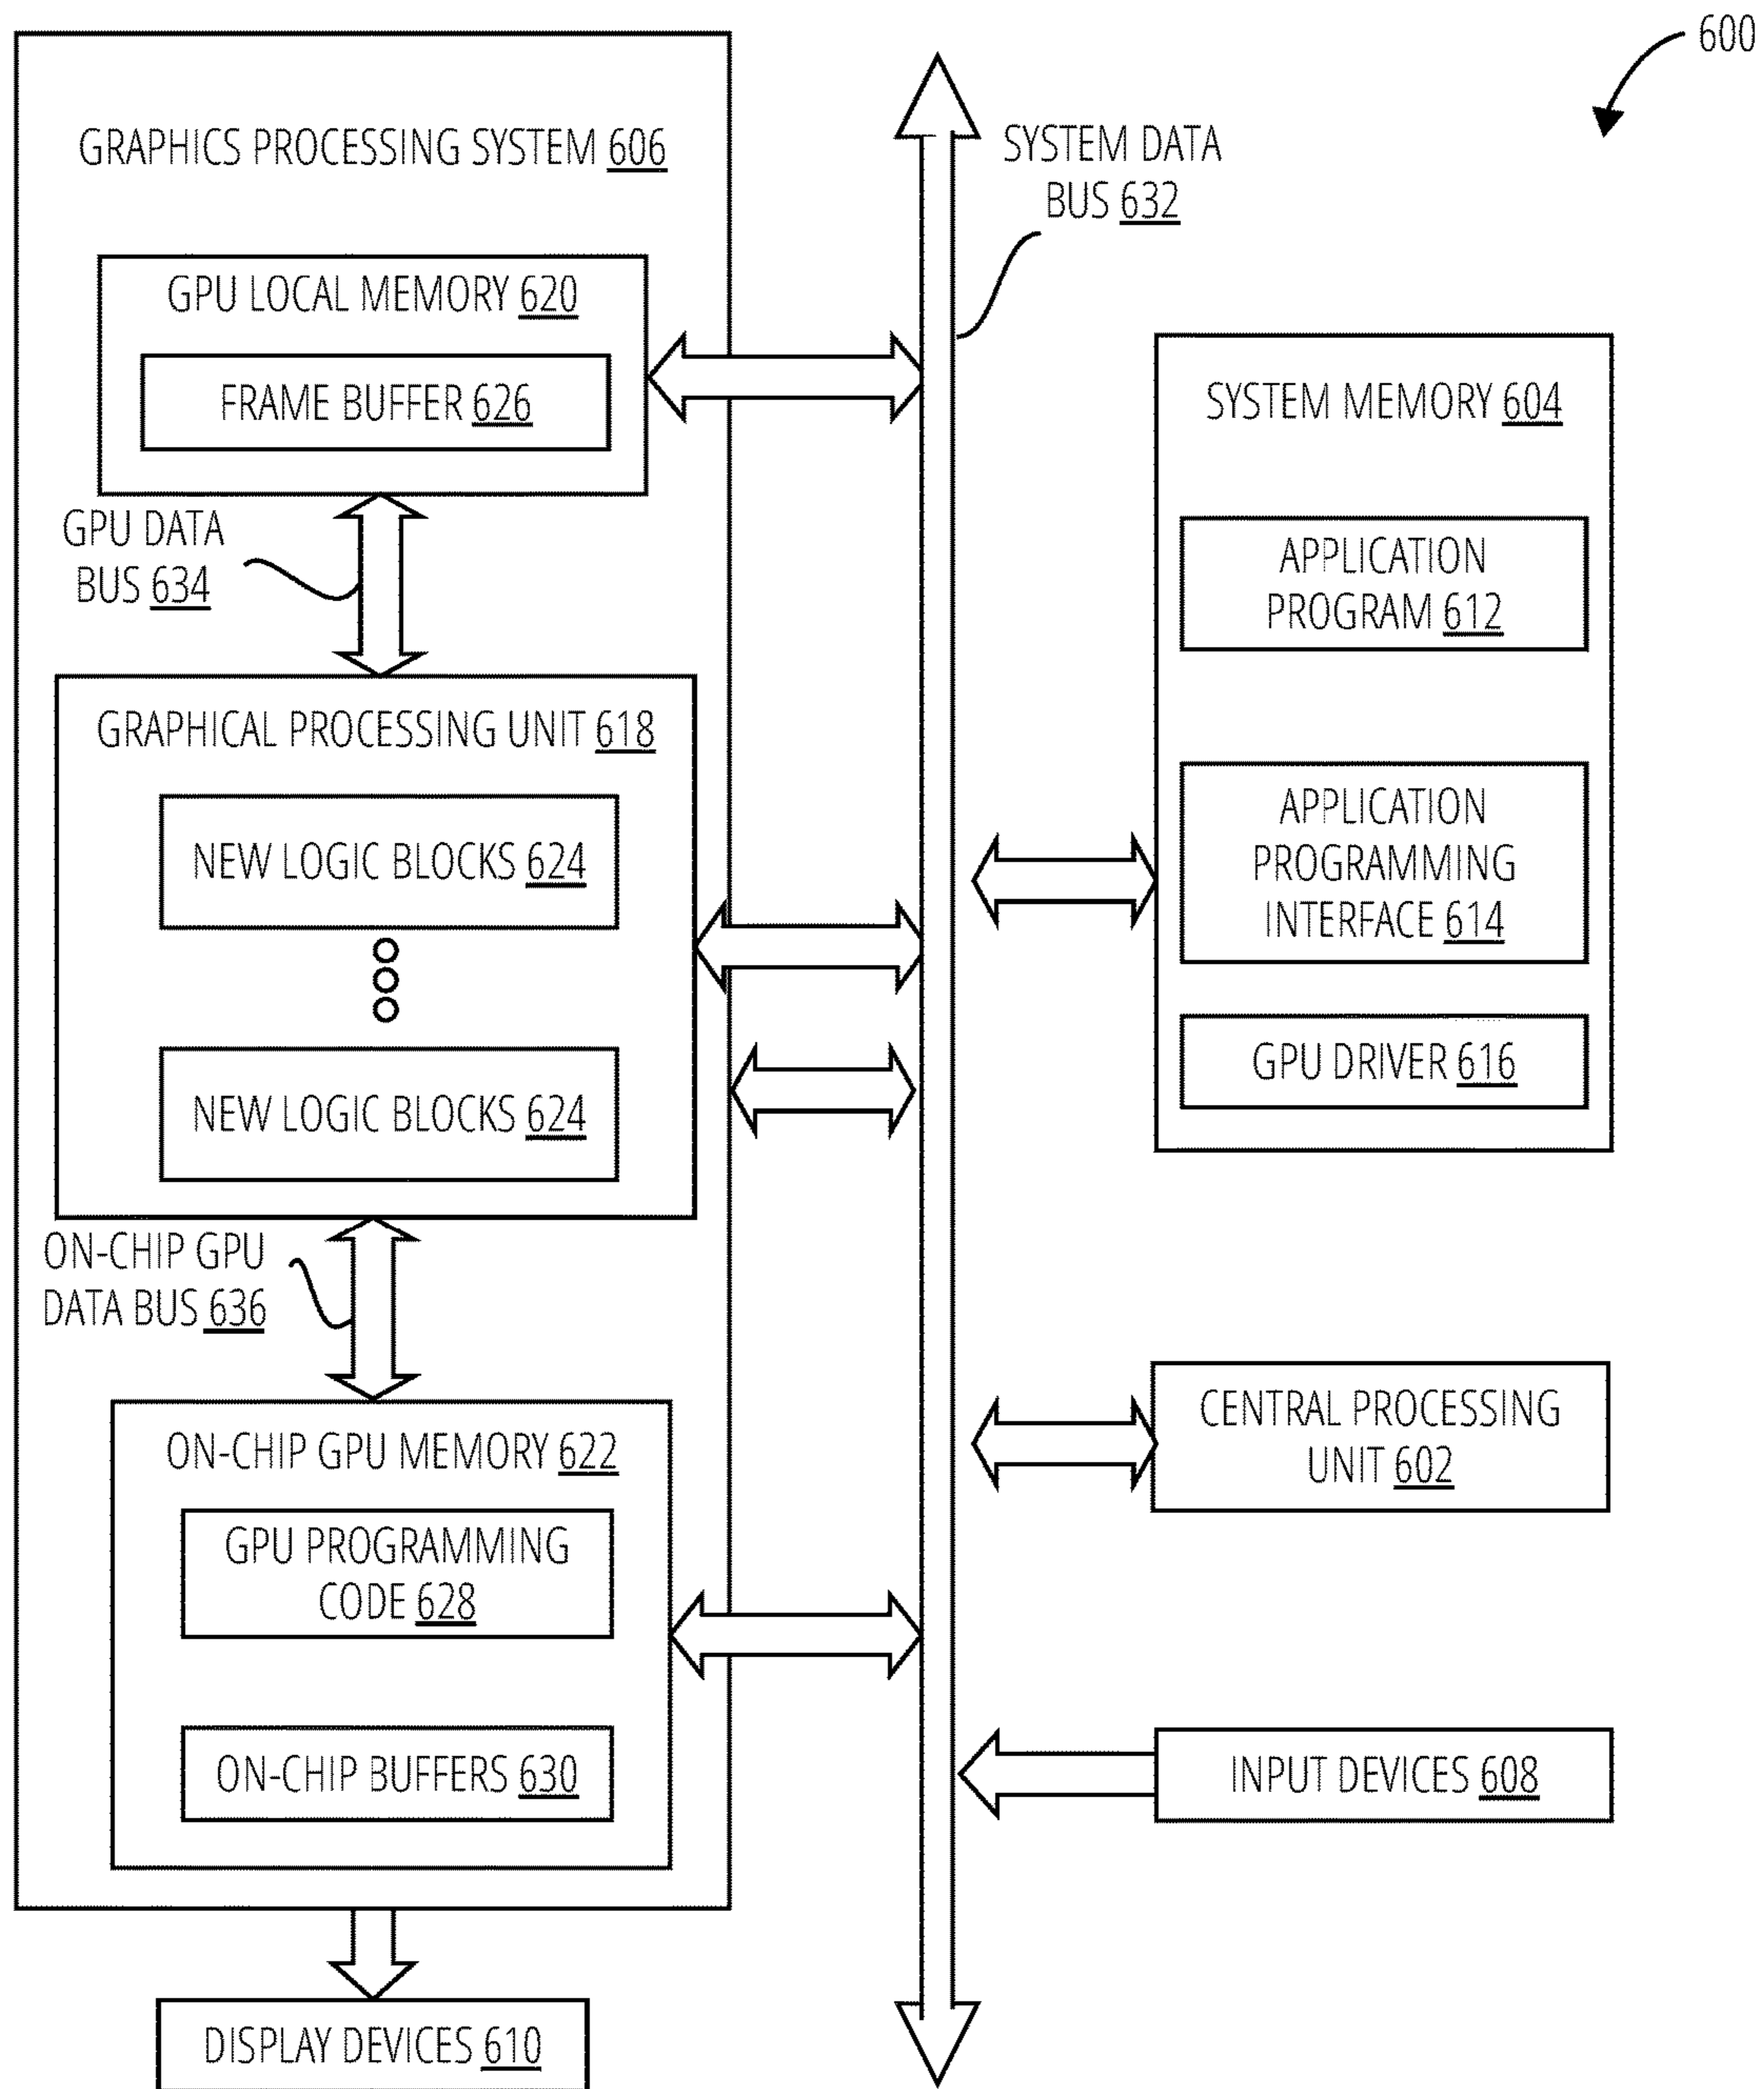 600
GRAPHICS PROCESSING SYSTEM 606
SYSTEM DATA
BUS 632
GPU LOCAL MEMORY 620
FRAME BUFFER 626
GPU DATA
BUS 634
GRAPHICAL PROCESSING UNIT 618
NEW LOGIC BLOCKS 624
NEW LOGIC BLOCKS 624
ON-CHIP GPU
DATA BUS 636
ON-CHIP GPU MEMORY 622
GPU PROGRAMMING
CODE 628
ON-CHIP BUFFERS 630
DISPLAY DEVICES 610
SYSTEM MEMORY 604
APPLICATION
PROGRAM 612
APPLICATION
PROGRAMMING
INTERFACE 614
GPU DRIVER 616
CENTRAL PROCESSING
UNIT 602
INPUT DEVICES 608